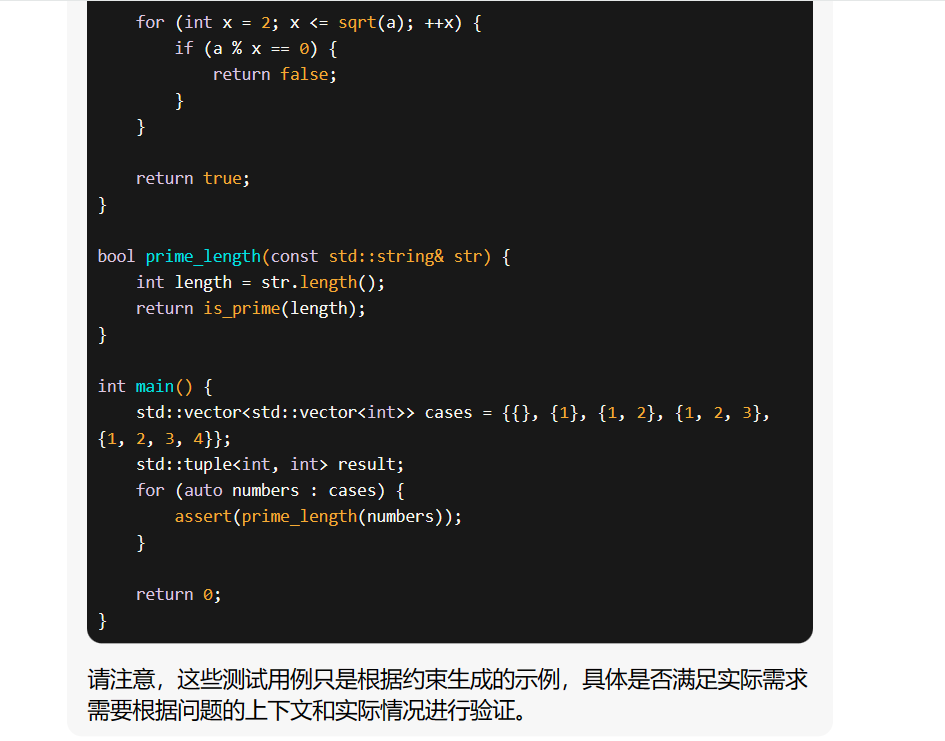 for (int x = 2; x <= sqrt(a); ++x) {
        if (a % x == 0) {
            return false;
        }
    }

    return true;
}

bool prime_length(const std::string& str) {
    int length = str.length();
    return is_prime(length);
}

int main() {
    std::vector<std::vector<int>> cases = {{}, {1}, {1, 2}, {1, 2, 3},
{1, 2, 3, 4}};
    std::tuple<int, int> result;
    for (auto numbers : cases) {
        assert(prime_length(numbers));
    }

    return 0;
}
请注意，这些测试用例只是根据约束生成的示例，具体是否满足实际需求
需要根据问题的上下文和实际情况进行验证。